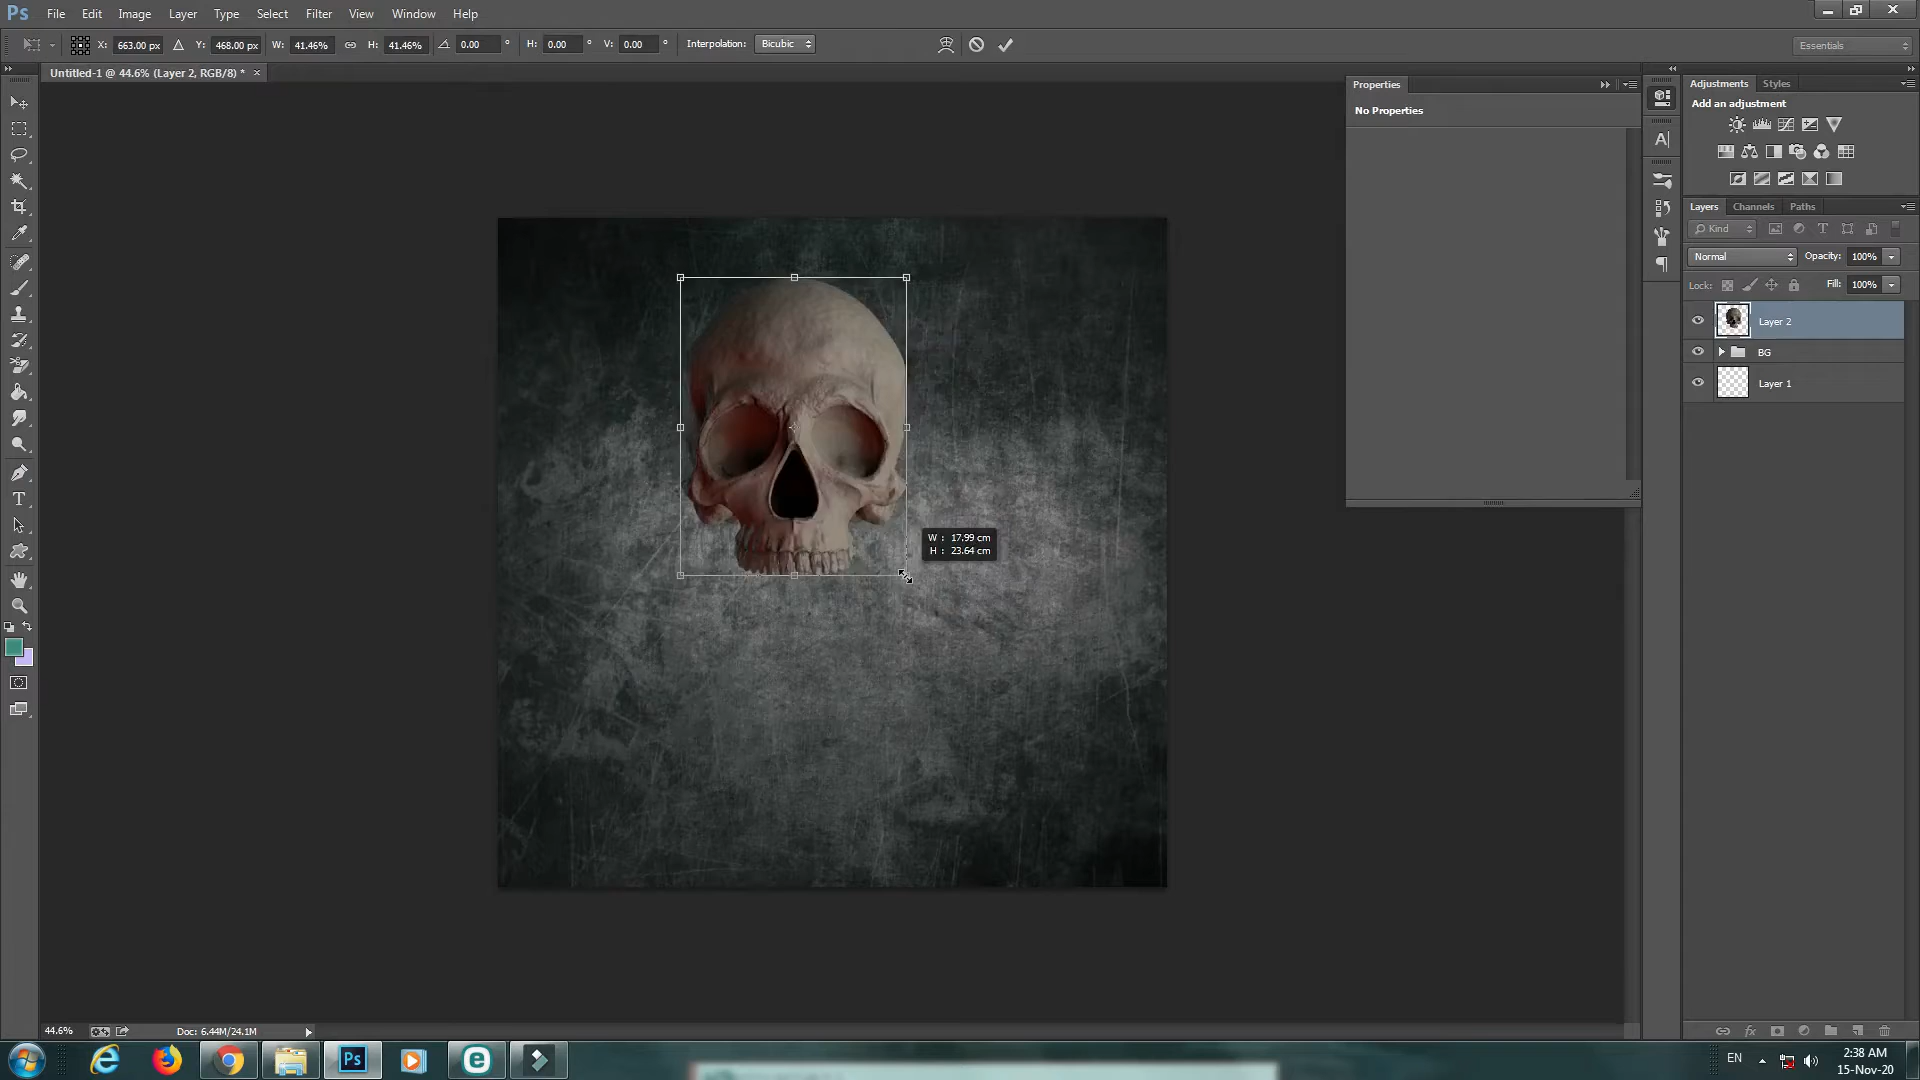 Ps File Edit Image Layer Type Select Filter View Window Help
X: 663.00 px Y: 468.00 px W: 41.46% H: 41.46% 0.00 ° H: 0.00 ° V: 0.00 ° Interpolation: Bicubic Essentials
Untitled-1 @ 44.6% (Layer 2, RGB/8) * ×
Properties
No Properties
Adjustments Styles
Add an adjustment
Layers Channels Paths
Kind
Normal Opacity: 100%
Lock: Fill: 100%
Layer 2
BG
Layer 1
W : 17.99 cm
H : 23.64 cm
44.6% Doc: 6.44M/24.1M
Ps
EN
2:38 AM
15-Nov-20